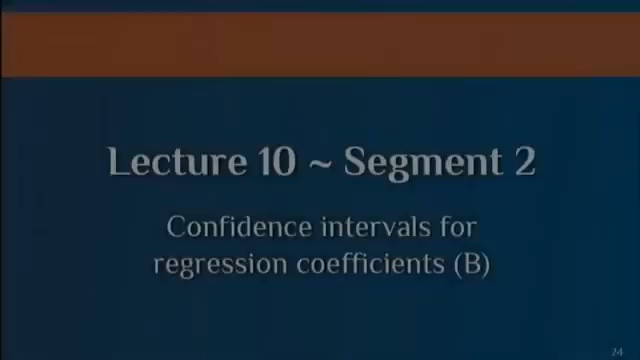 Lecture 10 ~ Segment 2
Confidence intervals for
regression coefficients (B)
24